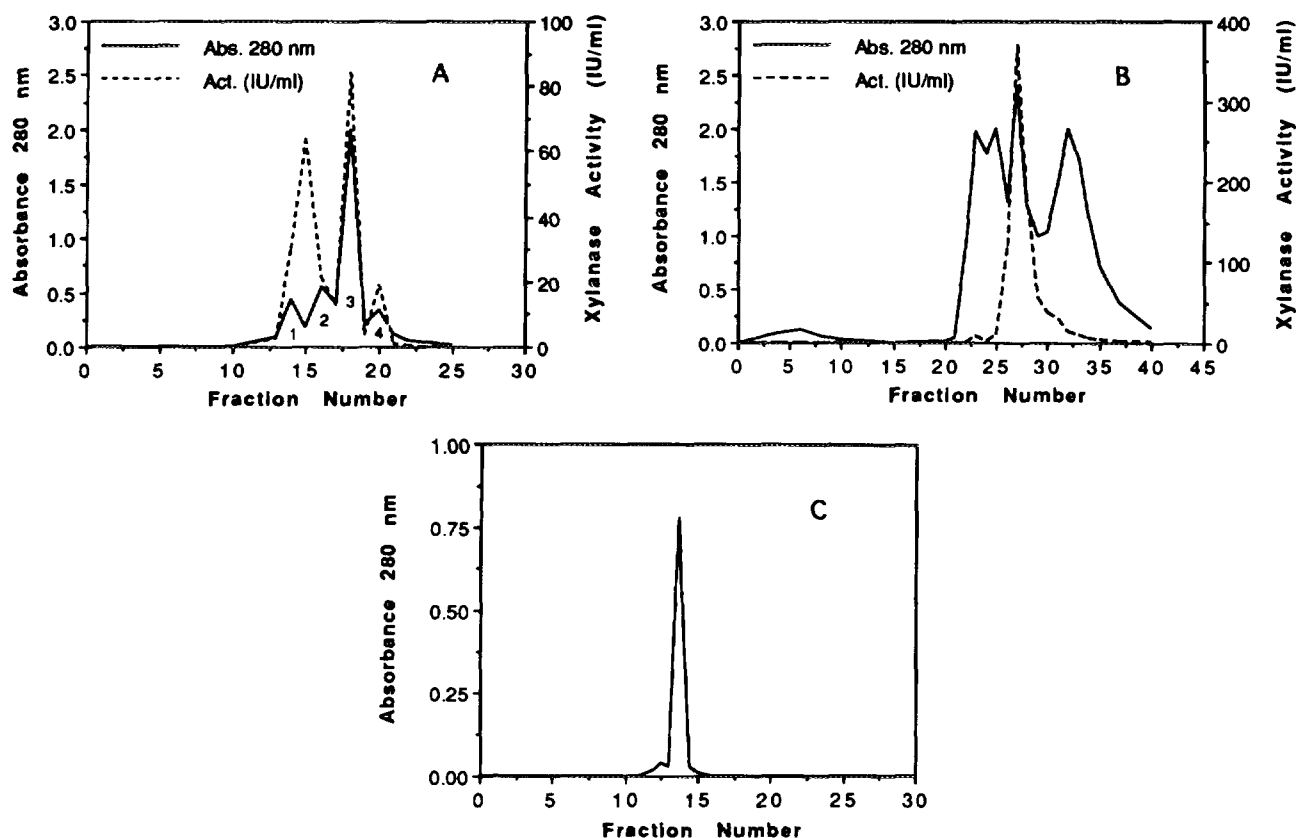 3.0
2.5
2.0
1.5
1.0
0.5
0.0
Absorbance 280 nm
Abs. 280 nm
Act. (IU/ml)
A
1
2
3
4
100
80
60
40
20
0
Xylanase Activity (IU/ml)
0 5 10 15 20 25 30
Fraction Number
3.0
2.5
2.0
1.5
1.0
0.5
0.0
Absorbance 280 nm
Abs. 280 nm
Act. (IU/ml)
B
400
300
200
100
0
Xylanase Activity (IU/ml)
0 5 10 15 20 25 30 35 40 45
Fraction Number
1.00
0.75
0.50
0.25
0.00
Absorbance 280 nm
C
0 5 10 15 20 25 30
Fraction Number